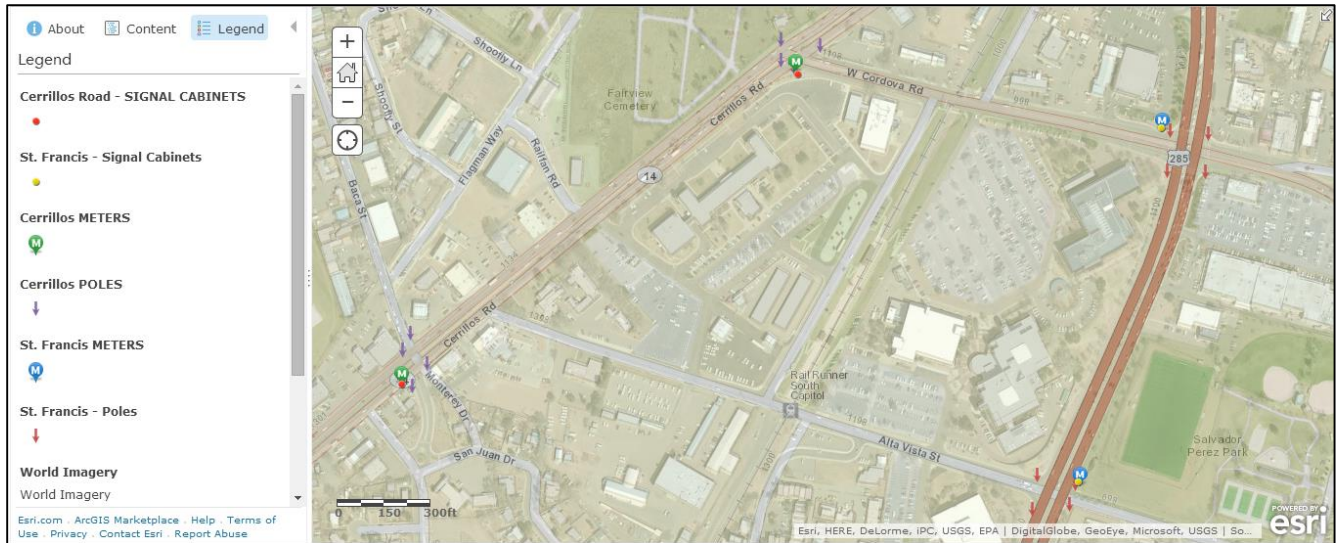 About Content Legend
Legend
Cerrillos Road - SIGNAL CABINETS
St. Francis - Signal Cabinets
Cerrillos METERS
M
Cerrillos POLES
St. Francis METERS
M
St. Francis - Poles
World Imagery
World Imagery
Esri.com . ArcGIS Marketplace . Help . Terms of
Use . Privacy . Contact Esri . Report Abuse
+
−
Shoofly Ln
Shoofly St
Fairview
Cemetery
Cerrillos Rd
M
W Cordova Rd
998
M
285
Flagman Way
Railfan Rd
14
Baca St
1200
Cerrillos Rd
M
Monterey Dr
San Juan Dr
Rail Runner
South
Capitol
1198
Alta Vista St
1300
Salvador
Perez Park
M
0 150 300ft
Esri, HERE, DeLorme, iPC, USGS, EPA | DigitalGlobe, GeoEye, Microsoft, USGS | So...
POWERED BY
esri